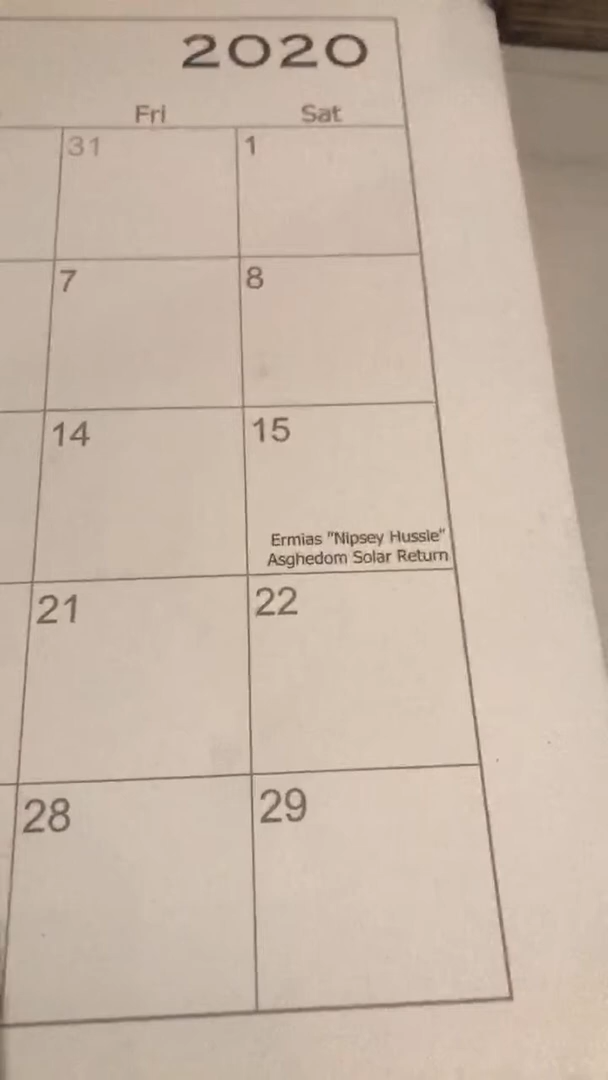 2020
Fri Sat
31 1
7 8
14 15
Ermias "Nipsey Hussle"
Asghedom Solar Return
21 22
28 29